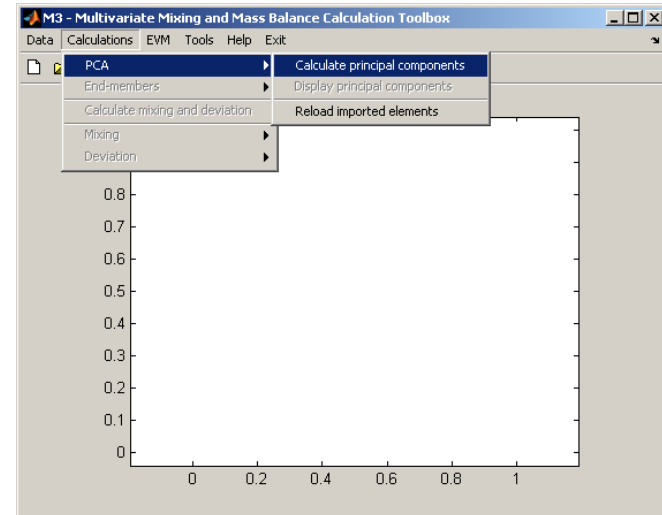 M3 - Multivariate Mixing and Mass Balance Calculation Toolbox
Data Calculations EVM Tools Help Exit
PCA
Calculate principal components
End-members
Display principal components
Calculate mixing and deviation
Reload imported elements
Mixing
Deviation
0.8
0.7
0.6
0.5
0.4
0.3
0.2
0.1
0
0 0.2 0.4 0.6 0.8 1